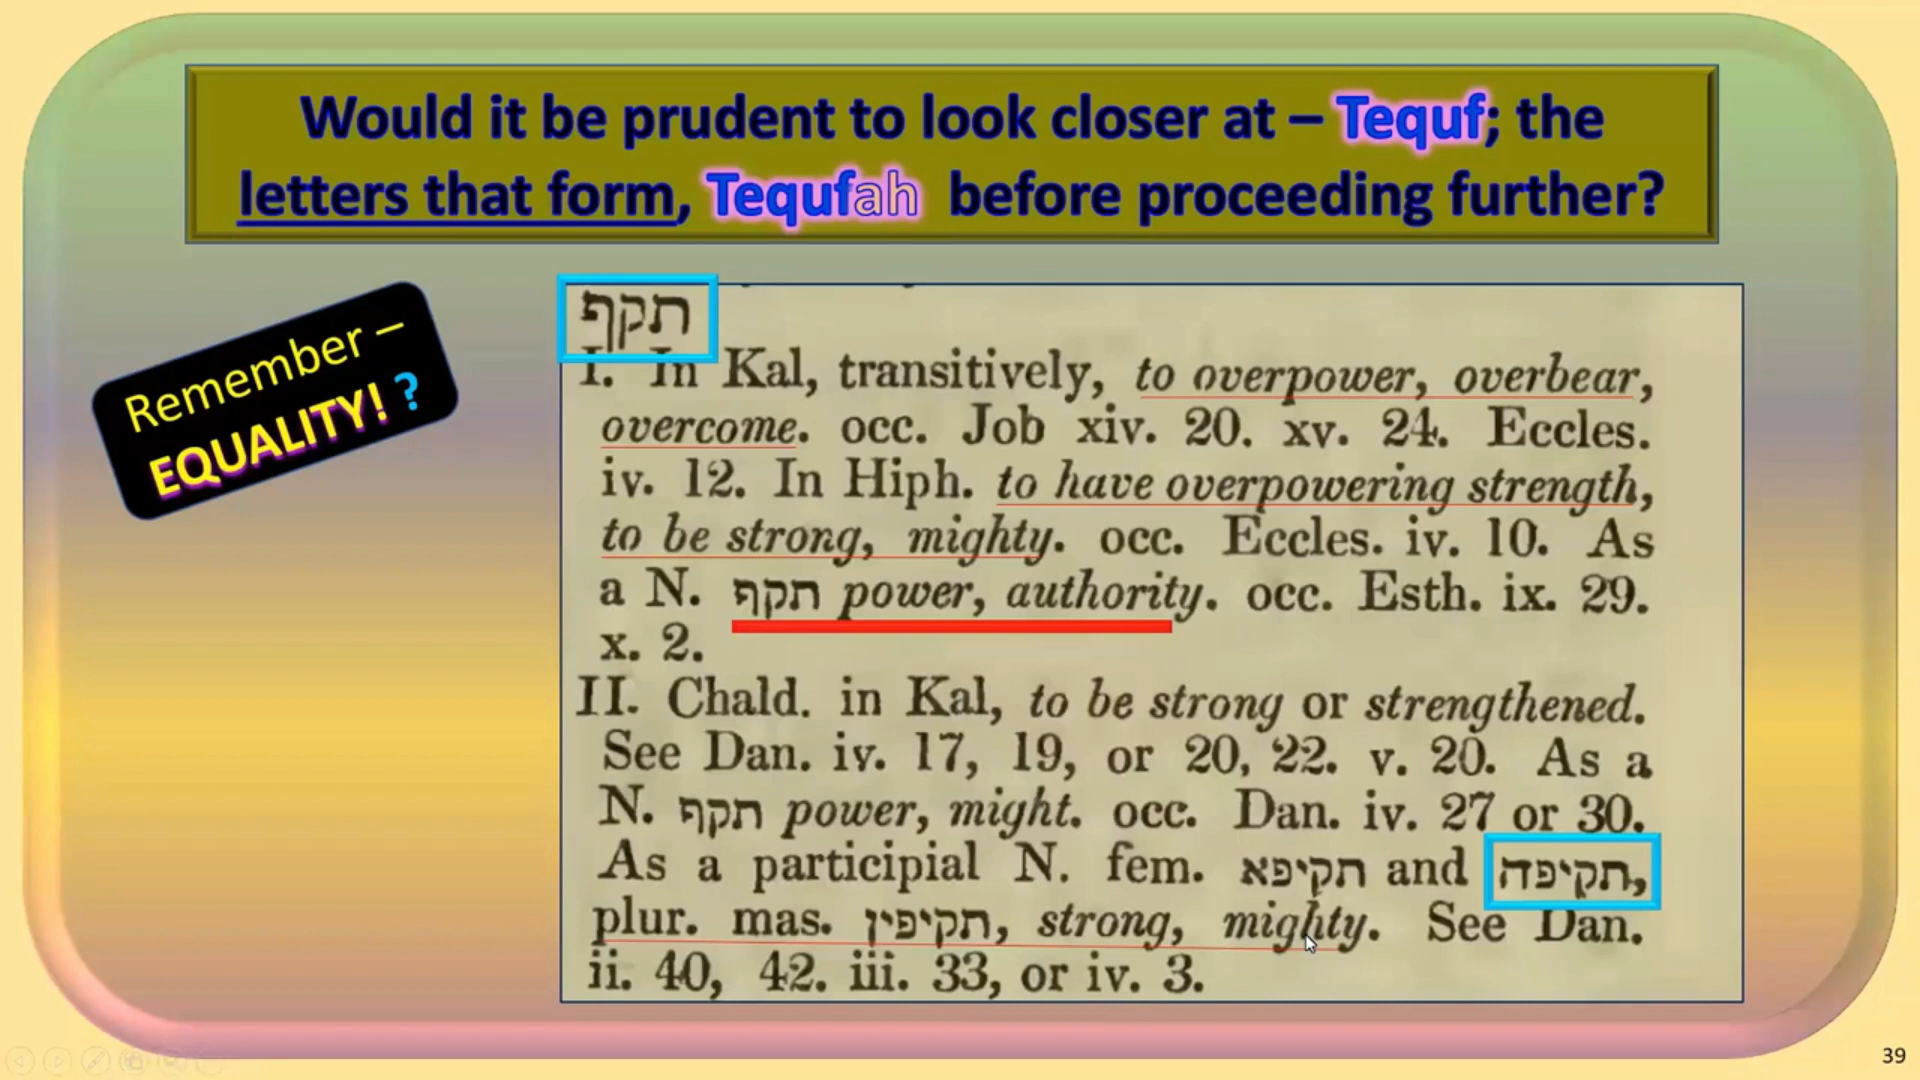 Would it be prudent to look closer at – Tequf; the
letters that form, Tequfah before proceeding further?
Remember –
EQUALITY! ?
תקף
I. In Kal, transitively, to overpower, overbear,
overcome. occ. Job xiv. 20. xv. 24. Eccles.
iv. 12. In Hiph. to have overpowering strength,
to be strong, mighty. occ. Eccles. iv. 10. As
a N. תקף power, authority. occ. Esth. ix. 29.
x. 2.
II. Chald. in Kal, to be strong or strengthened.
See Dan. iv. 17, 19, or 20, 22. v. 20. As a
N. תקף power, might. occ. Dan. iv. 27 or 30.
As a participial N. fem. תקיפא and תקיפה,
plur. mas. תקיפין, strong, mighty. See Dan.
ii. 40, 42. iii. 33, or iv. 3.
39